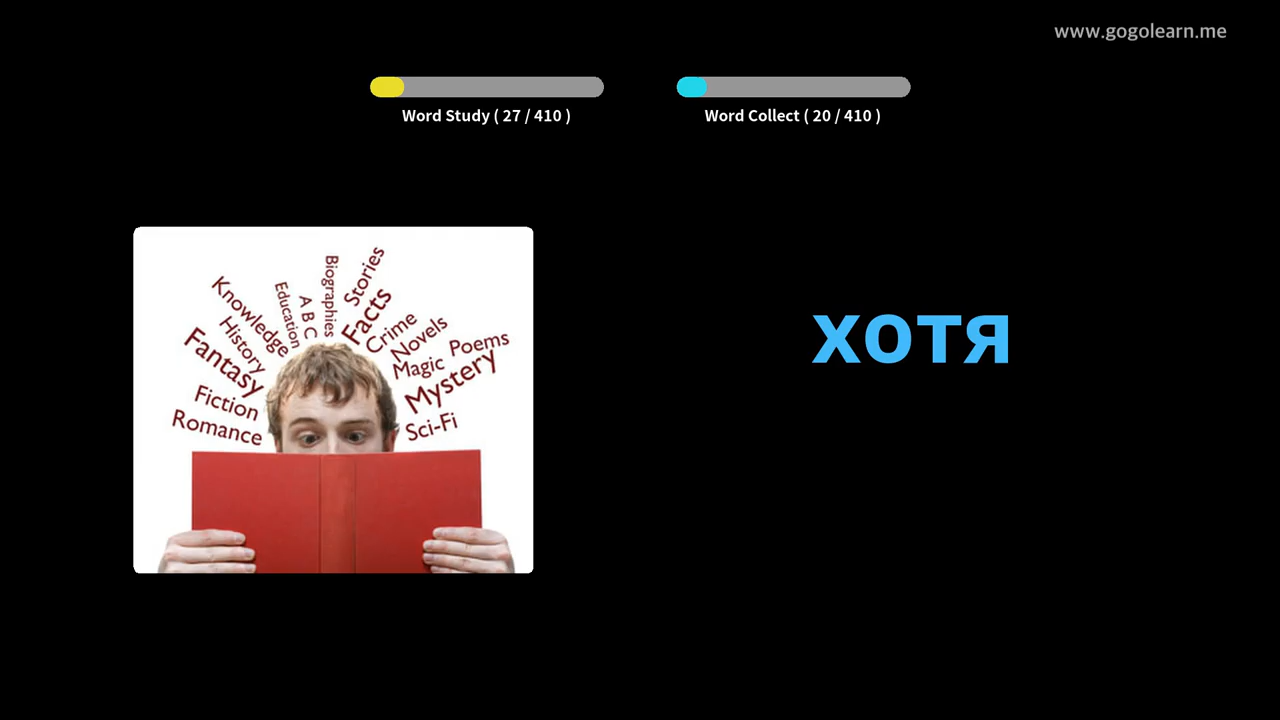 www.gogolearn.me
Word Study ( 27 / 410 )
Word Collect ( 20 / 410 )
Knowledge
History
Fantasy
Fiction
Romance
Education
A B C
Biographies
Stories
Facts
Crime
Novels
Magic
Poems
Mystery
Sci-Fi
хотя